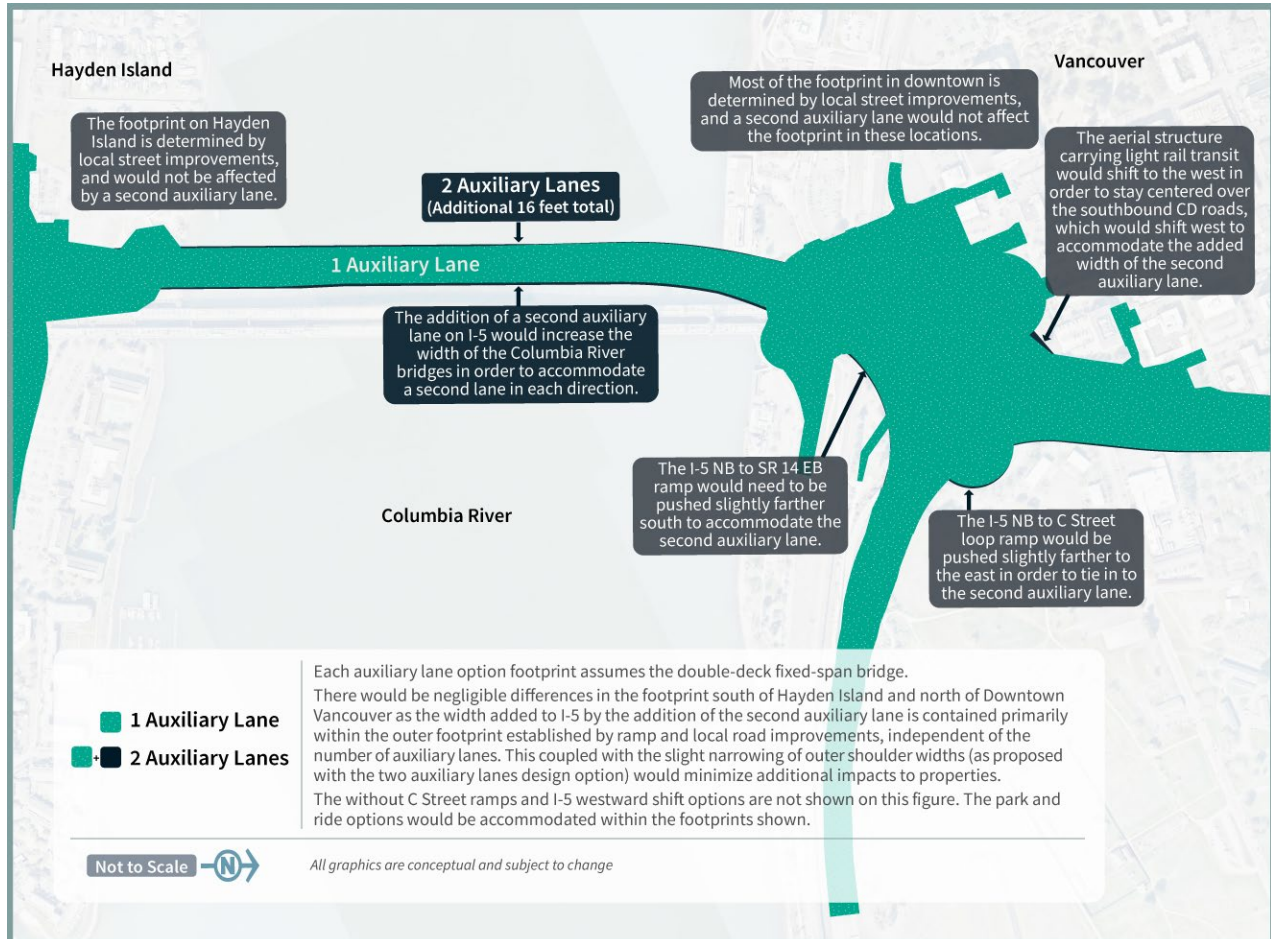 Hayden Island
Vancouver
The footprint on Hayden
Island is determined by
local street improvements,
and would not be affected
by a second auxiliary lane.
Most of the footprint in downtown is
determined by local street improvements,
and a second auxiliary lane would not affect
the footprint in these locations.
The aerial structure
carrying light rail transit
would shift to the west in
order to stay centered over
the southbound CD roads,
which would shift west to
accommodate the added
width of the second
auxiliary lane.
2 Auxiliary Lanes
(Additional 16 feet total)
1 Auxiliary Lane
The addition of a second auxiliary
lane on I-5 would increase the
width of the Columbia River
bridges in order to accommodate
a second lane in each direction.
The I-5 NB to SR 14 EB
ramp would need to be
pushed slightly farther
south to accommodate the
second auxiliary lane.
Columbia River
The I-5 NB to C Street
loop ramp would be
pushed slightly farther to
the east in order to tie in to
the second auxiliary lane.
1 Auxiliary Lane
+ 2 Auxiliary Lanes
Each auxiliary lane option footprint assumes the double-deck fixed-span bridge.
There would be negligible differences in the footprint south of Hayden Island and north of Downtown
Vancouver as the width added to I-5 by the addition of the second auxiliary lane is contained primarily
within the outer footprint established by ramp and local road improvements, independent of the
number of auxiliary lanes. This coupled with the slight narrowing of outer shoulder widths (as proposed
with the two auxiliary lanes design option) would minimize additional impacts to properties.
The without C Street ramps and I-5 westward shift options are not shown on this figure. The park and
ride options would be accommodated within the footprints shown.
Not to Scale N
All graphics are conceptual and subject to change